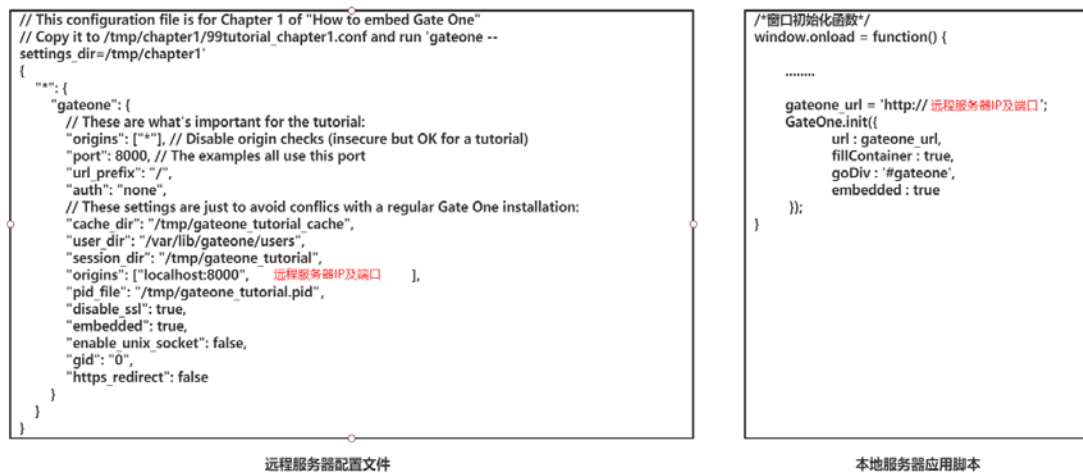 // This configuration file is for Chapter 1 of "How to embed Gate One"
// Copy it to /tmp/chapter1/99tutorial_chapter1.conf and run 'gateone --
settings_dir=/tmp/chapter1'
{
"*": {
"gateone": {
// These are what's important for the tutorial:
"origins": ["*"], // Disable origin checks (insecure but OK for a tutorial)
"port": 8000, // The examples all use this port
"url_prefix": "/",
"auth": "none",
// These settings are just to avoid conflics with a regular Gate One installation:
"cache_dir": "/tmp/gateone_tutorial_cache",
"user_dir": "/var/lib/gateone/users",
"session_dir": "/tmp/gateone_tutorial",
"origins": ["localhost:8000", 远程服务器IP及端口 ],
"pid_file": "/tmp/gateone_tutorial.pid",
"disable_ssl": true,
"embedded": true,
"enable_unix_socket": false,
"gid": "0",
"https_redirect": false
}
}
}
远程服务器配置文件
/*窗口初始化函数*/
window.onload = function() {
........
gateone_url = 'http:// 远程服务器IP及端口';
GateOne.init({
url : gateone_url,
fillContainer : true,
goDiv : '#gateone',
embedded : true
});
}
本地服务器应用脚本